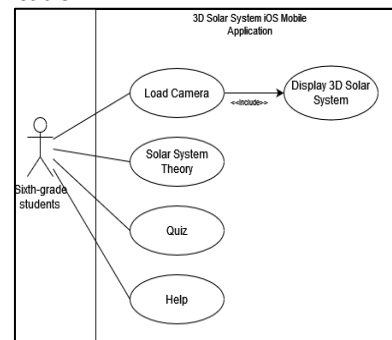 3D Solar System iOS Mobile
Application
Load Camera
<<include>>
Display 3D Solar
System
Solar System
Theory
Sixth-grade
students
Quiz
Help